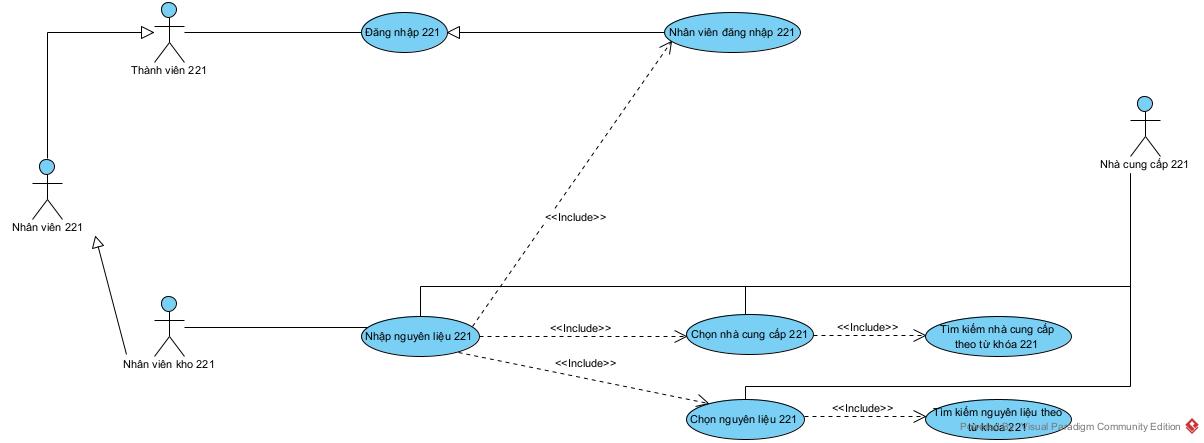 Đăng nhập 221
Nhân viên đăng nhập 221
Thành viên 221
Nhà cung cấp 221
Nhân viên 221
<<Include>>
Nhập nguyên liệu 221
<<Include>>
Chọn nhà cung cấp 221
<<Include>>
Tìm kiếm nhà cung cấp
theo từ khóa 221
Nhân viên kho 221
<<Include>>
Chọn nguyên liệu 221
<<Include>>
Tìm kiếm nguyên liệu theo
từ khóa 221
Powered By Visual Paradigm Community Edition